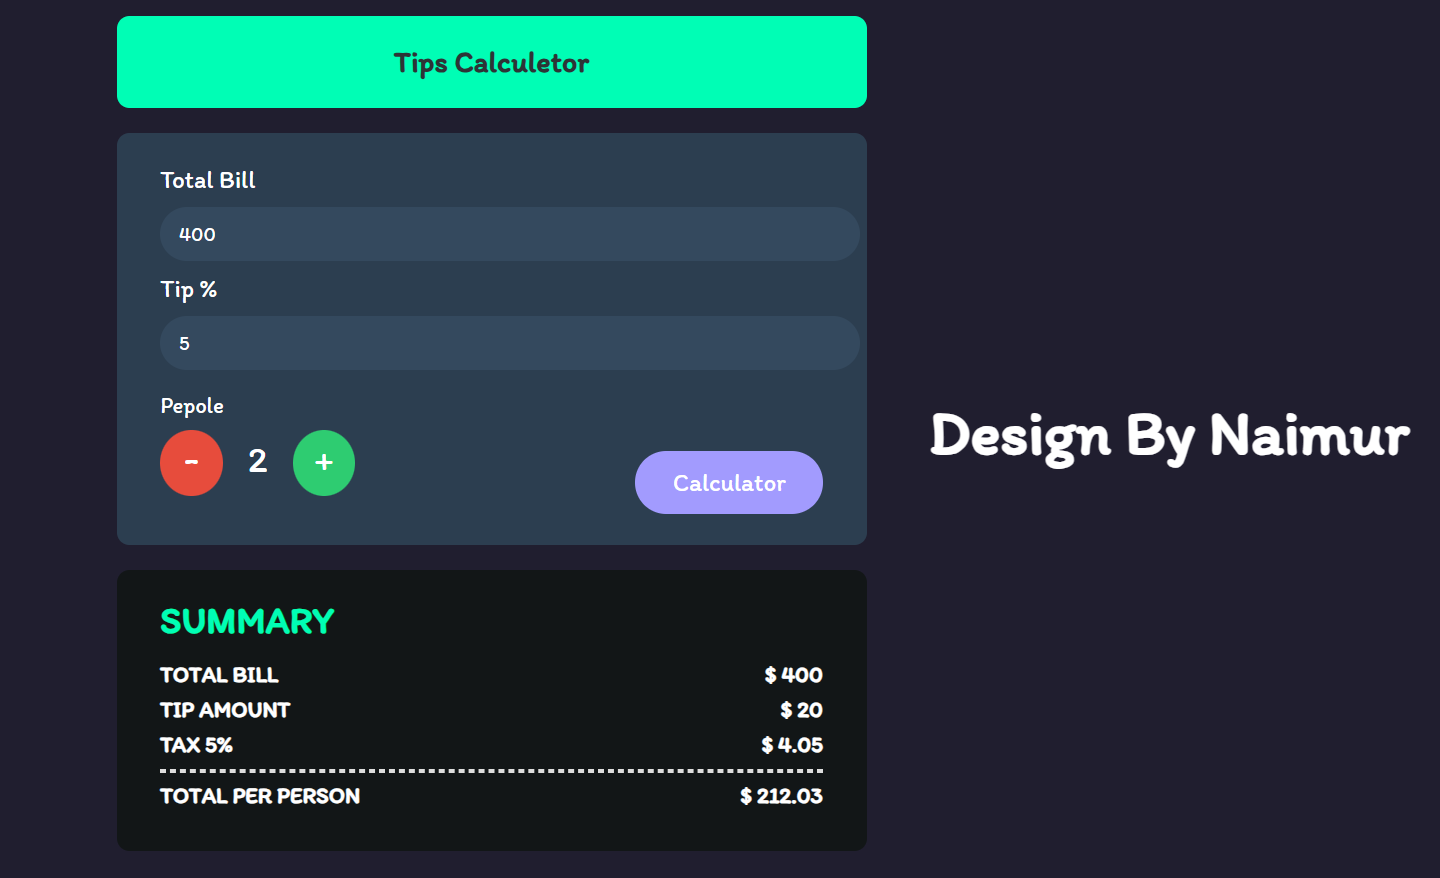 Tips Calculetor
Total Bill
400
Tip %
5
Pepole
- 2 +
Calculator
Design By Naimur
SUMMARY
TOTAL BILL $ 400
TIP AMOUNT $ 20
TAX 5% $ 4.05
TOTAL PER PERSON $ 212.03